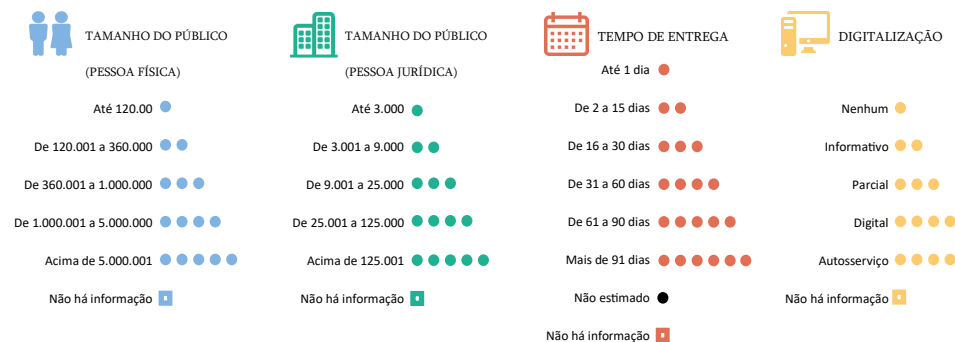 TAMANHO DO PÚBLICO
(PESSOA FÍSICA)
Até 120.00
De 120.001 a 360.000
De 360.001 a 1.000.000
De 1.000.001 a 5.000.000
Acima de 5.000.001
Não há informação
TAMANHO DO PÚBLICO
(PESSOA JURÍDICA)
Até 3.000
De 3.001 a 9.000
De 9.001 a 25.000
De 25.001 a 125.000
Acima de 125.001
Não há informação
TEMPO DE ENTREGA
Até 1 dia
De 2 a 15 dias
De 16 a 30 dias
De 31 a 60 dias
De 61 a 90 dias
Mais de 91 dias
Não estimado
Não há informação
DIGITALIZAÇÃO
Nenhum
Informativo
Parcial
Digital
Autosserviço
Não há informação